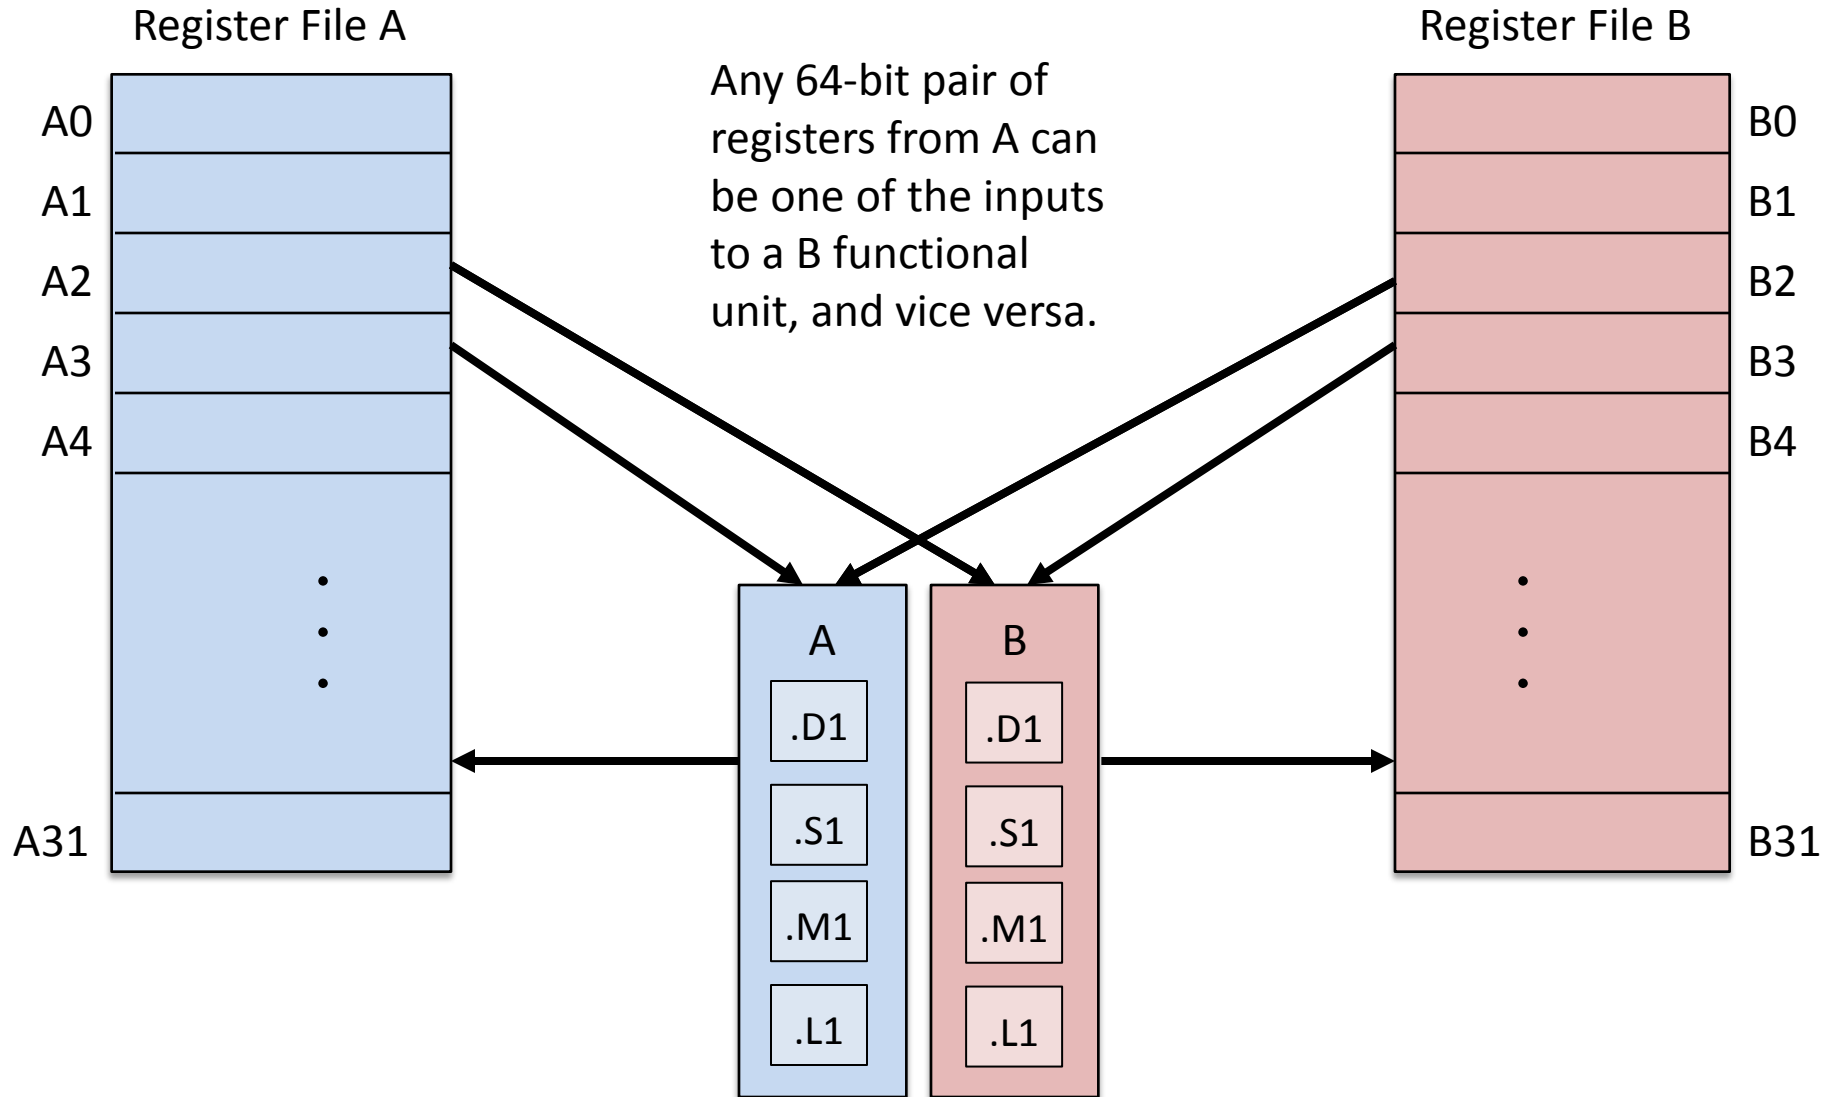 Register File A
Register File B
Any 64-bit pair of
registers from A can
be one of the inputs
to a B functional
unit, and vice versa.
A0
A1
A2
A3
A4
A31
B0
B1
B2
B3
B4
B31
A
.D1
.S1
.M1
.L1
B
.D1
.S1
.M1
.L1